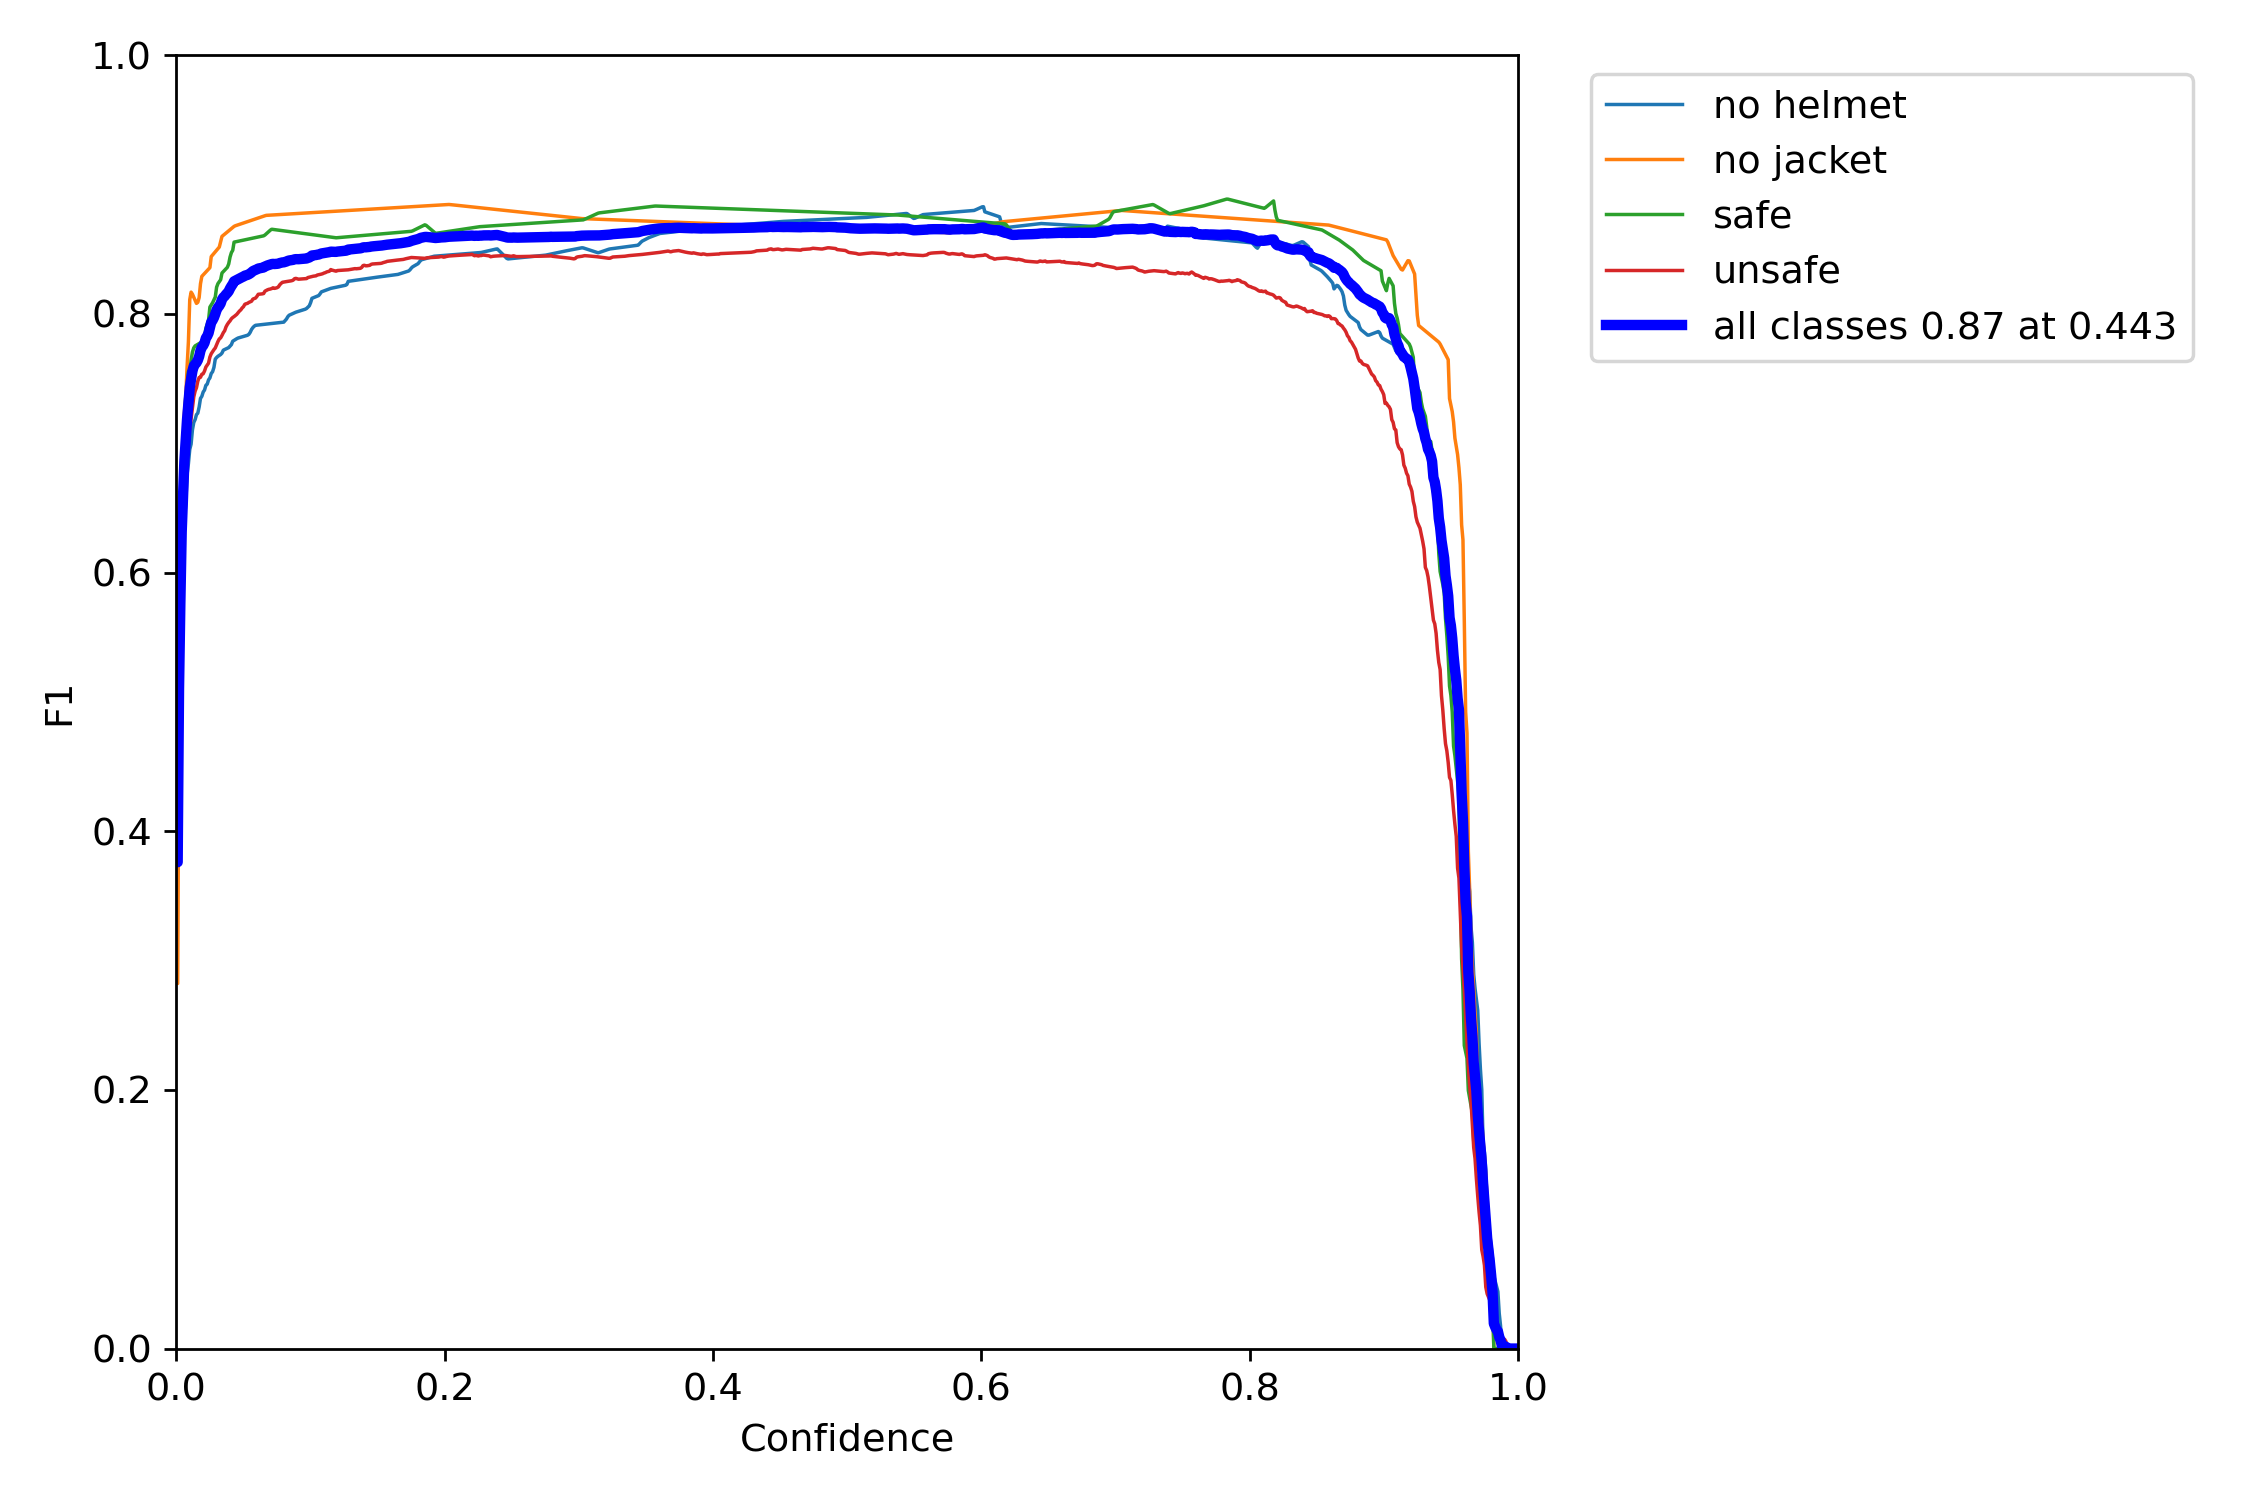 1.0
0.8
0.6
0.4
0.2
0.0
F1
0.0 0.2 0.4 0.6 0.8 1.0
Confidence
no helmet
no jacket
safe
unsafe
all classes 0.87 at 0.443